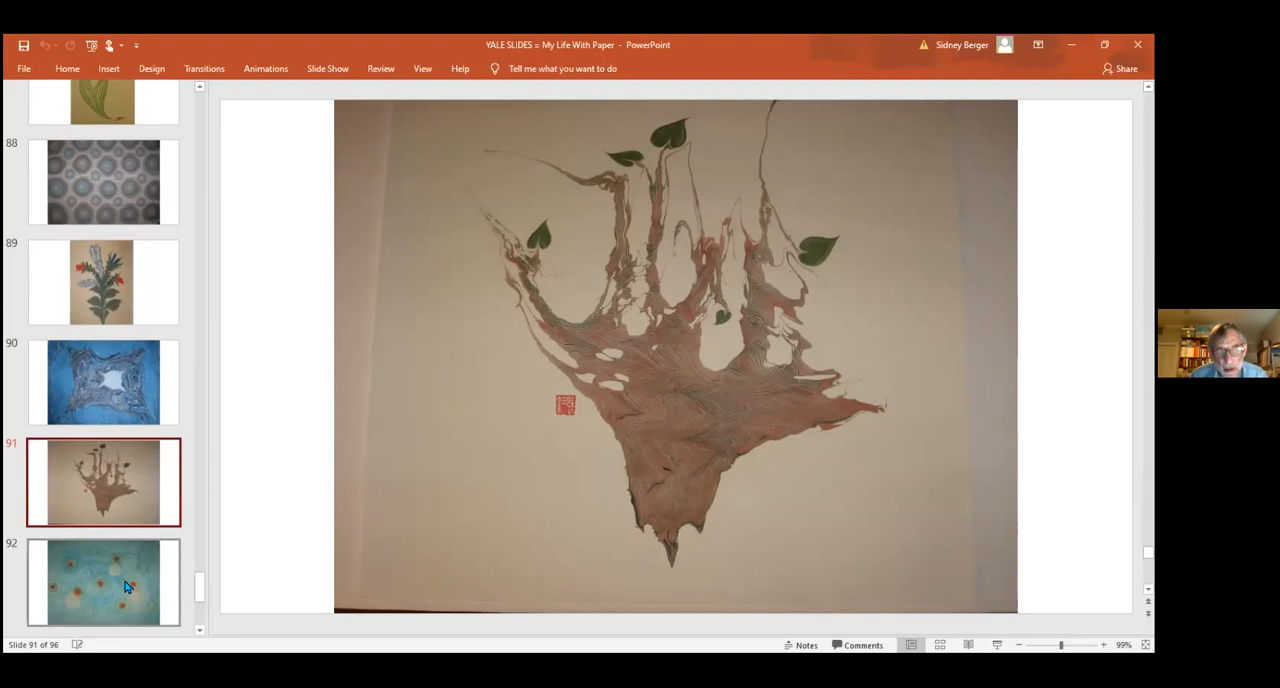 YALE SLIDES = My Life With Paper - PowerPoint
Sidney Berger
File Home Insert Design Transitions Animations Slide Show Review View Help Tell me what you want to do
Share
88
89
90
91
92
Slide 91 of 96
Notes
Comments
99%